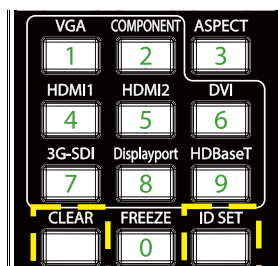 VGA COMPONENT ASPECT
1 2 3
HDMI1 HDMI2 DVI
4 5 6
3G-SDI Displayport HDBaseT
7 8 9
CLEAR FREEZE ID SET
0